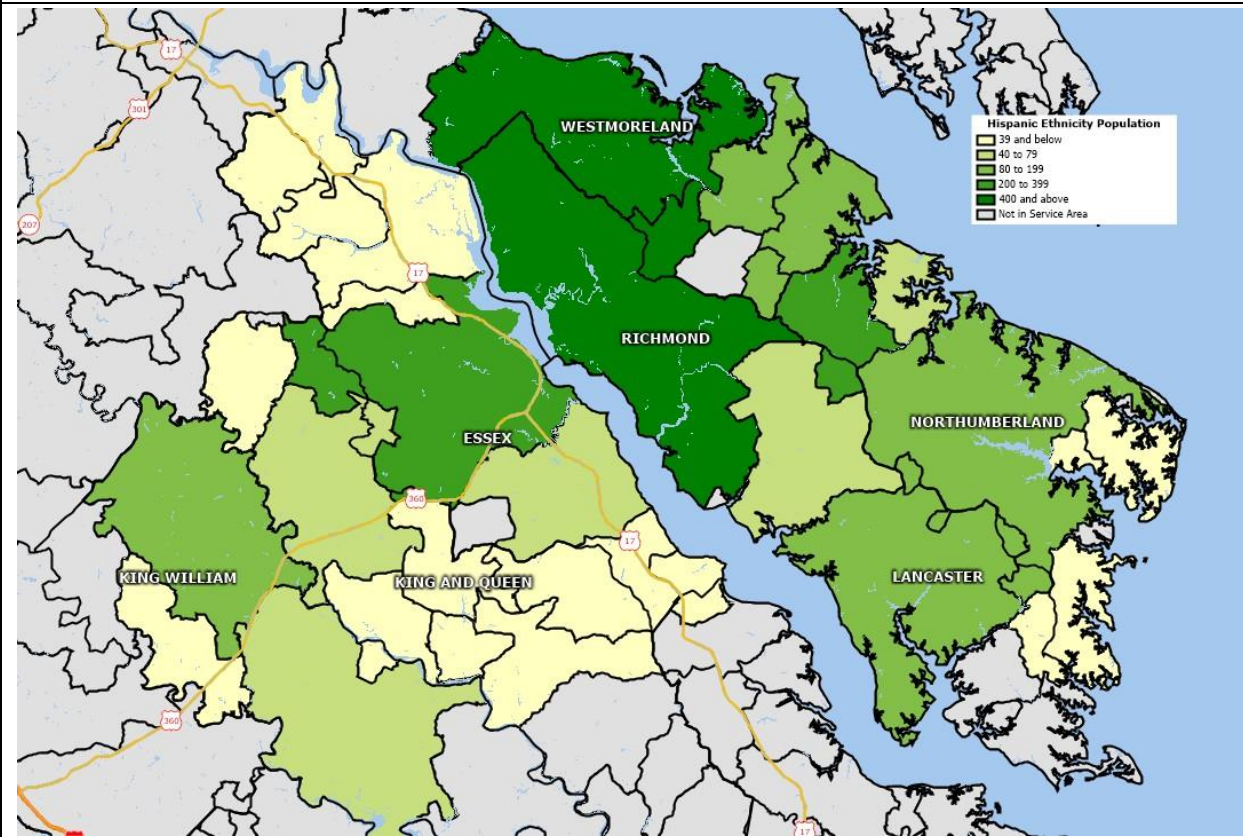 17
301
207
17
WESTMORELAND
Hispanic Ethnicity Population
39 and below
40 to 79
80 to 199
200 to 399
400 and above
Not in Service Area
RICHMOND
ESSEX
NORTHUMBERLAND
360
17
KING WILLIAM
KING AND QUEEN
LANCASTER
360
17